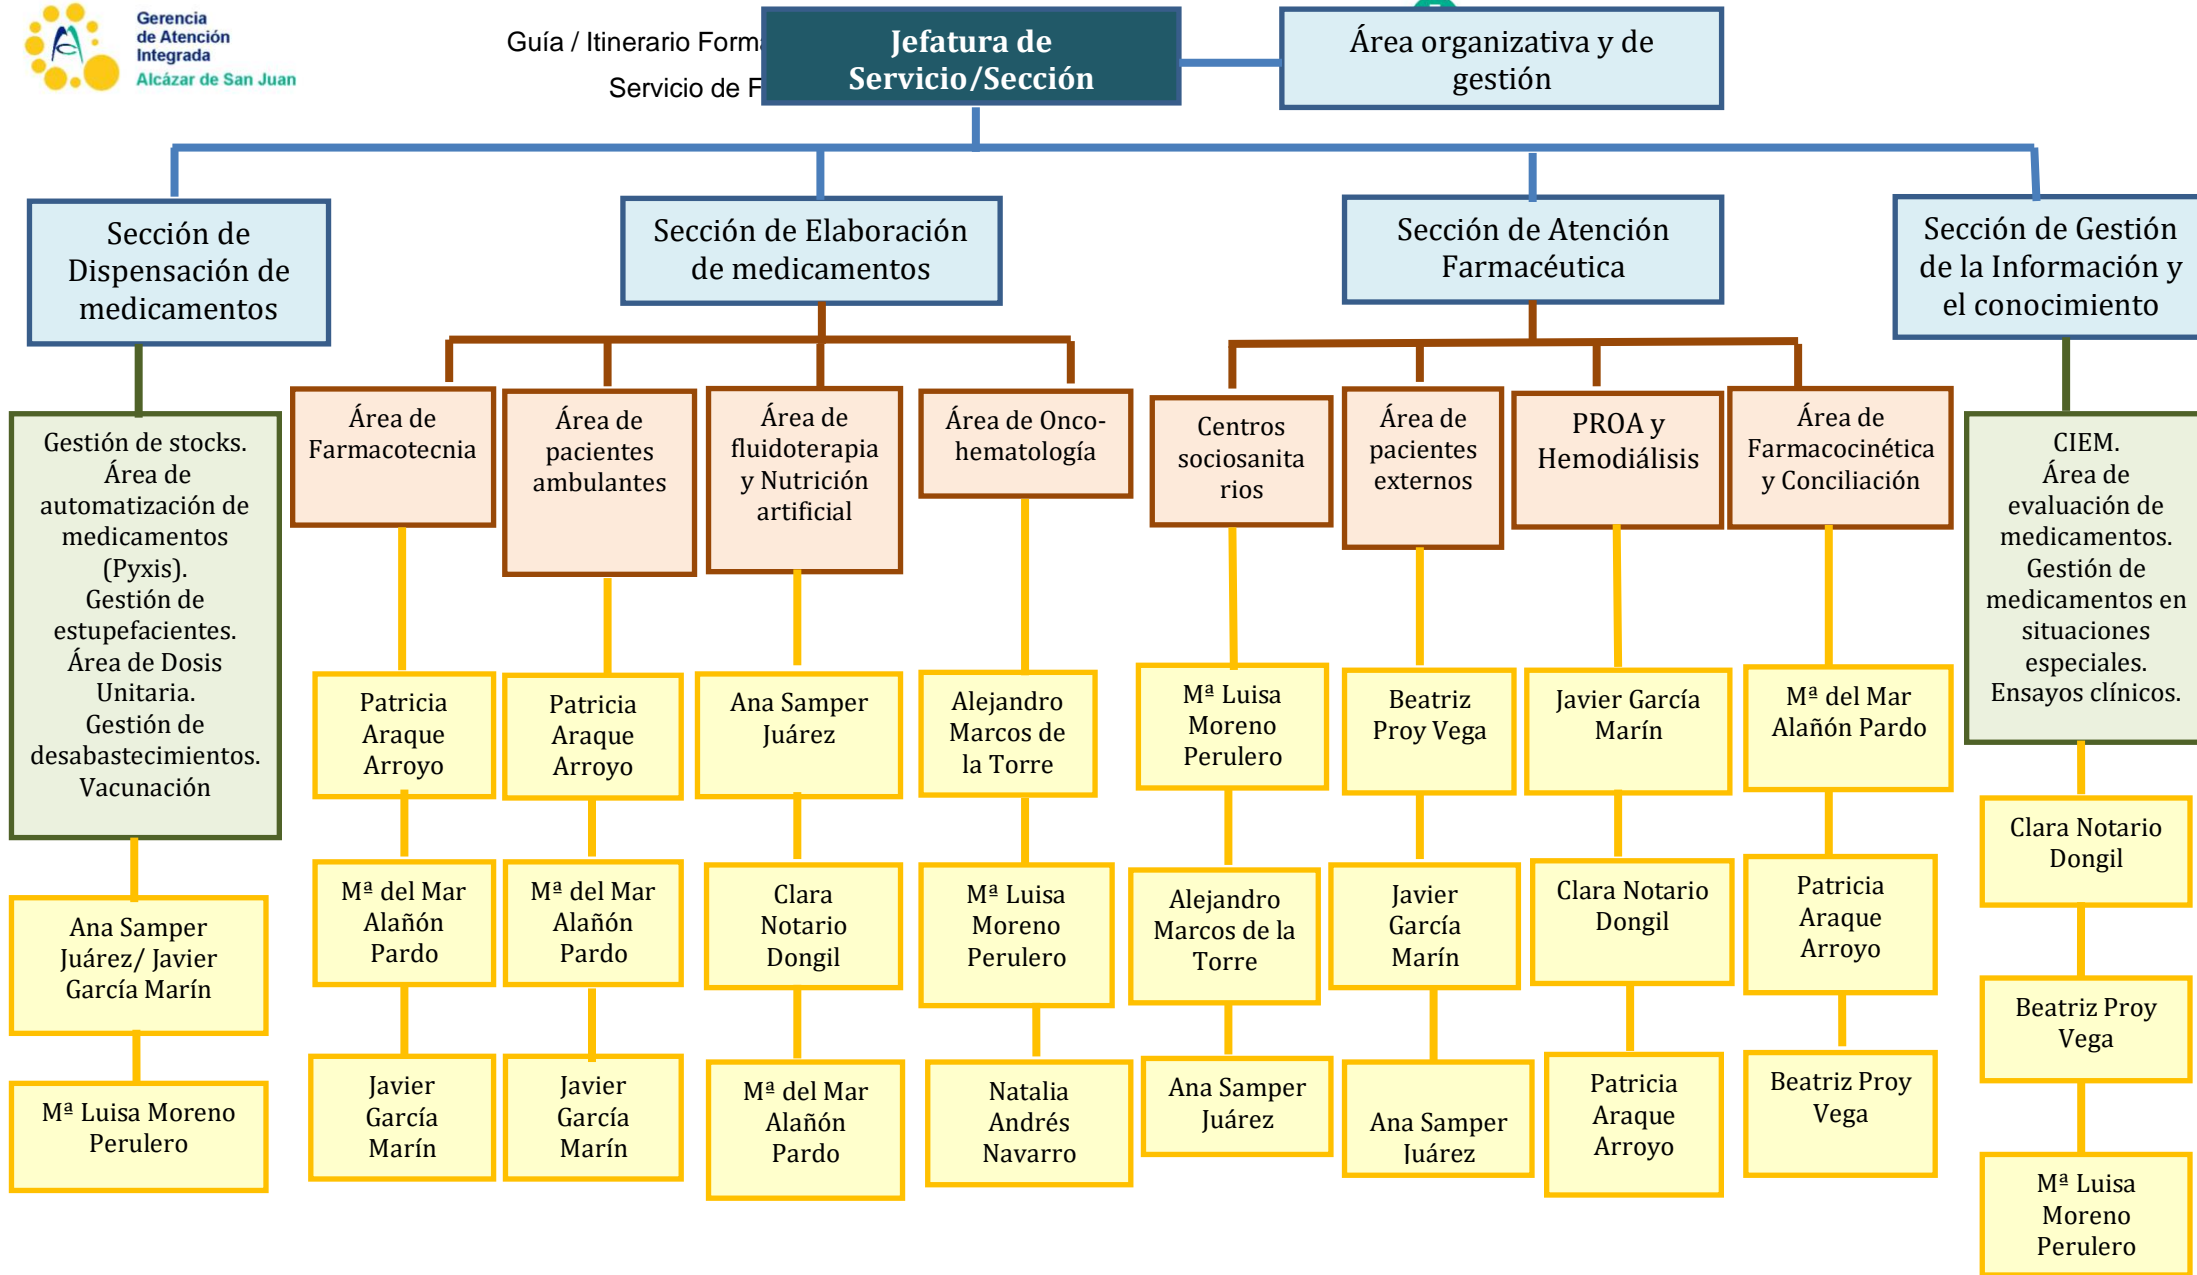 Gerencia
de Atención
Integrada
Alcázar de San Juan
Guía / Itinerario Form
Servicio de F
Jefatura de
Servicio/Sección
Área organizativa y de
gestión
Sección de
Dispensación de
medicamentos
Sección de Elaboración
de medicamentos
Sección de Atención
Farmacéutica
Sección de Gestión
de la Información y
el conocimiento
Gestión de stocks.
Área de
automatización de
medicamentos
(Pyxis).
Gestión de
estupefacientes.
Área de Dosis
Unitaria.
Gestión de
desabastecimientos.
Vacunación
Área de
Farmacotecnia
Área de
pacientes
ambulantes
Área de
fluidoterapia
y Nutrición
artificial
Área de Onco-
hematología
Centros
sociosanita
rios
Área de
pacientes
externos
PROA y
Hemodiálisis
Área de
Farmacocinética
y Conciliación
CIEM.
Área de
evaluación de
medicamentos.
Gestión de
medicamentos en
situaciones
especiales.
Ensayos clínicos.
Patricia
Araque
Arroyo
Patricia
Araque
Arroyo
Ana Samper
Juárez
Alejandro
Marcos de
la Torre
Mª Luisa
Moreno
Perulero
Beatriz
Proy Vega
Javier García
Marín
Mª del Mar
Alañón Pardo
Clara Notario
Dongil
Ana Samper
Juárez/ Javier
García Marín
Mª del Mar
Alañón
Pardo
Mª del Mar
Alañón
Pardo
Clara
Notario
Dongil
Mª Luisa
Moreno
Perulero
Alejandro
Marcos de la
Torre
Javier
García
Marín
Clara Notario
Dongil
Patricia
Araque
Arroyo
Beatriz Proy
Vega
Mª Luisa Moreno
Perulero
Javier
García
Marín
Javier
García
Marín
Mª del Mar
Alañón
Pardo
Natalia
Andrés
Navarro
Ana Samper
Juárez
Ana Samper
Juárez
Patricia
Araque
Arroyo
Beatriz Proy
Vega
Mª Luisa
Moreno
Perulero